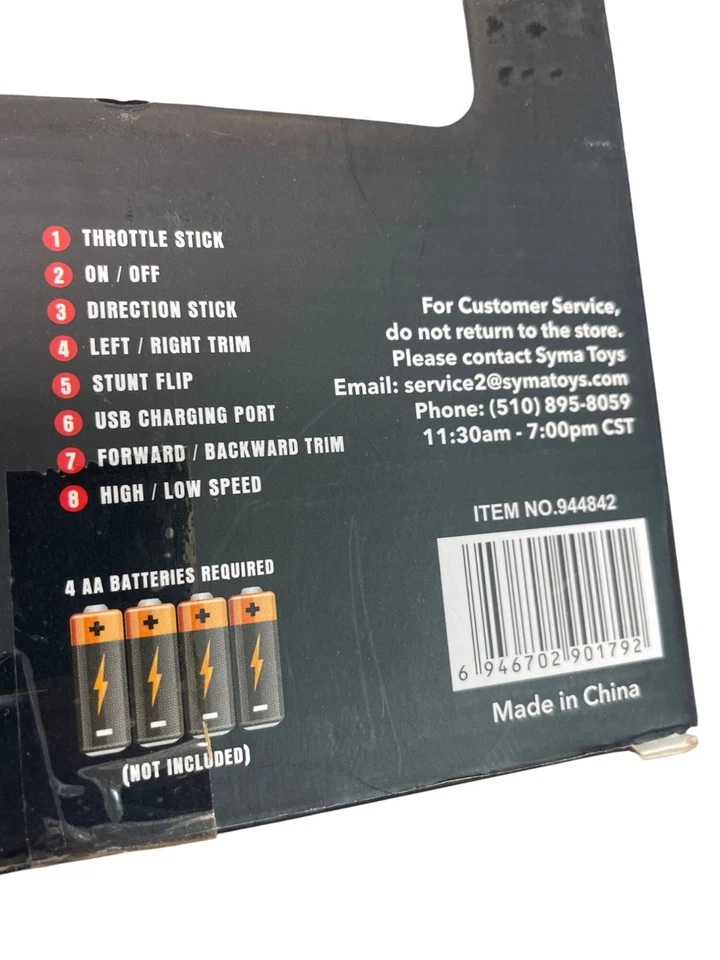 1 THROTTLE STICK
2 ON / OFF
3 DIRECTION STICK
4 LEFT / RIGHT TRIM
5 STUNT FLIP
6 USB CHARGING PORT
7 FORWARD / BACKWARD TRIM
8 HIGH / LOW SPEED
4 AA BATTERIES REQUIRED
+ + + +
- - - -
(NOT INCLUDED)
For Customer Service,
do not return to the store.
Please contact Syma Toys
Email: service2@symatoys.com
Phone: (510) 895-8059
11:30am - 7:00pm CST
ITEM NO.944842
6 946702 901792
Made in China